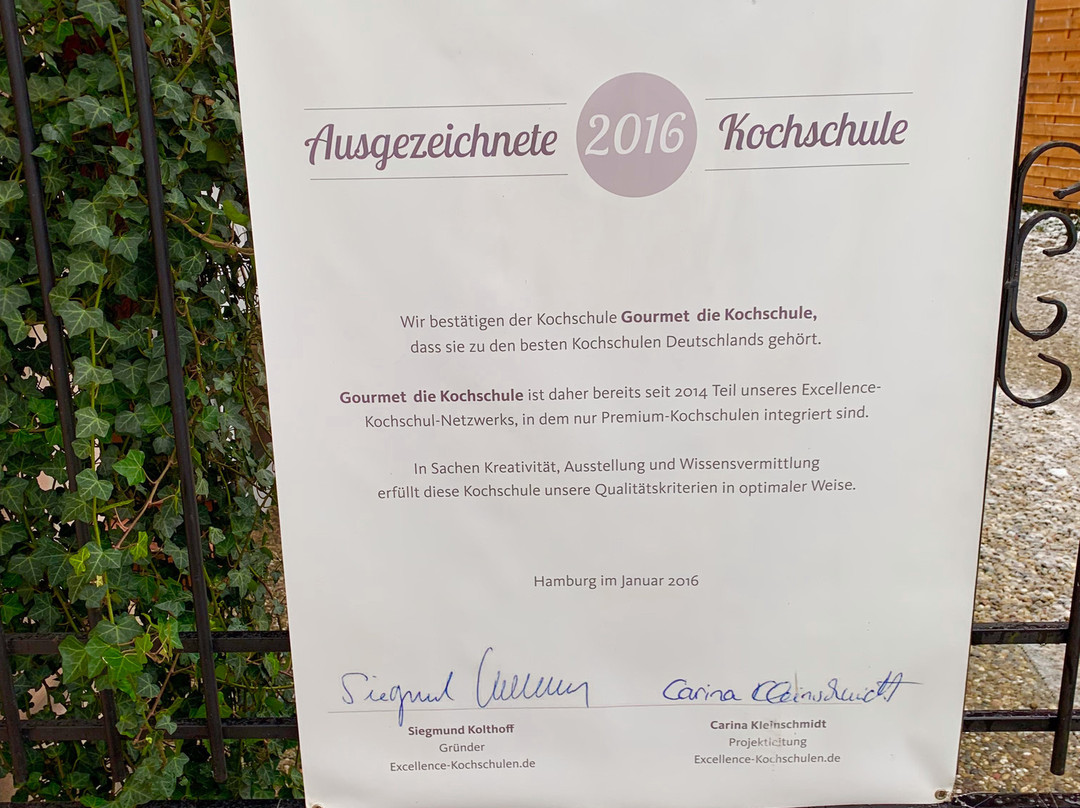 Ausgezeichnete 2016 Kochschule
Wir bestätigen der Kochschule Gourmet die Kochschule,
dass sie zu den besten Kochschulen Deutschlands gehört.
Gourmet die Kochschule ist daher bereits seit 2014 Teil unseres Excellence-
Kochschul-Netzwerks, in dem nur Premium-Kochschulen integriert sind.
In Sachen Kreativität, Ausstellung und Wissensvermittlung
erfüllt diese Kochschule unsere Qualitätskriterien in optimaler Weise.
Hamburg im Januar 2016
Siegmund Carina Kleinschmidt
Siegmund Kolthoff Carina Kleinschmidt
Gründer Projektleitung
Excellence-Kochschulen.de Excellence-Kochschulen.de